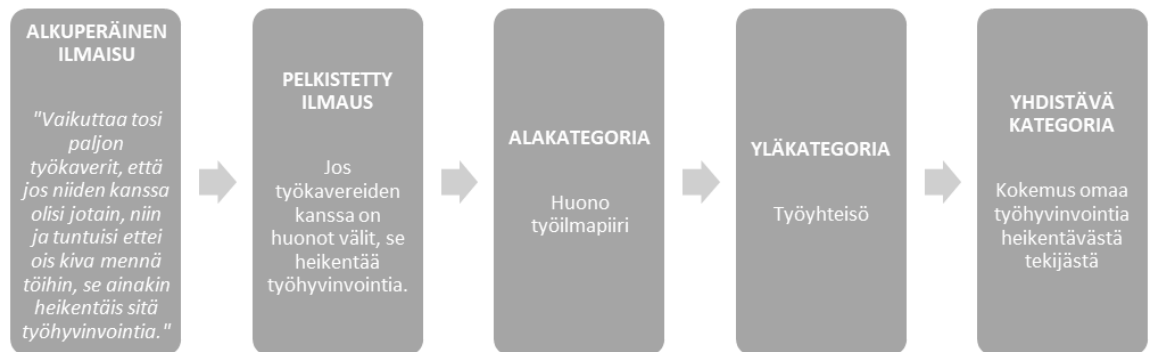 ALKUPERÄINEN
ILMAISU
"Vaikuttaa tosi
paljon
työkaverit, että
jos niiden kanssa
olisi jotain, niin
ja tuntuisi ettei
ois kiva mennä
töihin, se ainakin
heikentäis sitä
työhyvinvointia."
PELKISTETTY
ILMAUS
Jos
työkavereiden
kanssa on
huonot välit, se
heikentää
työhyvinvointia.
ALAKATEGORIA
Huono
työilmapiiri
YLÄKATEGORIA
Työyhteisö
YHDISTÄVÄ
KATEGORIA
Kokemus omaa
työhyvinvointia
heikentävästä
tekijästä